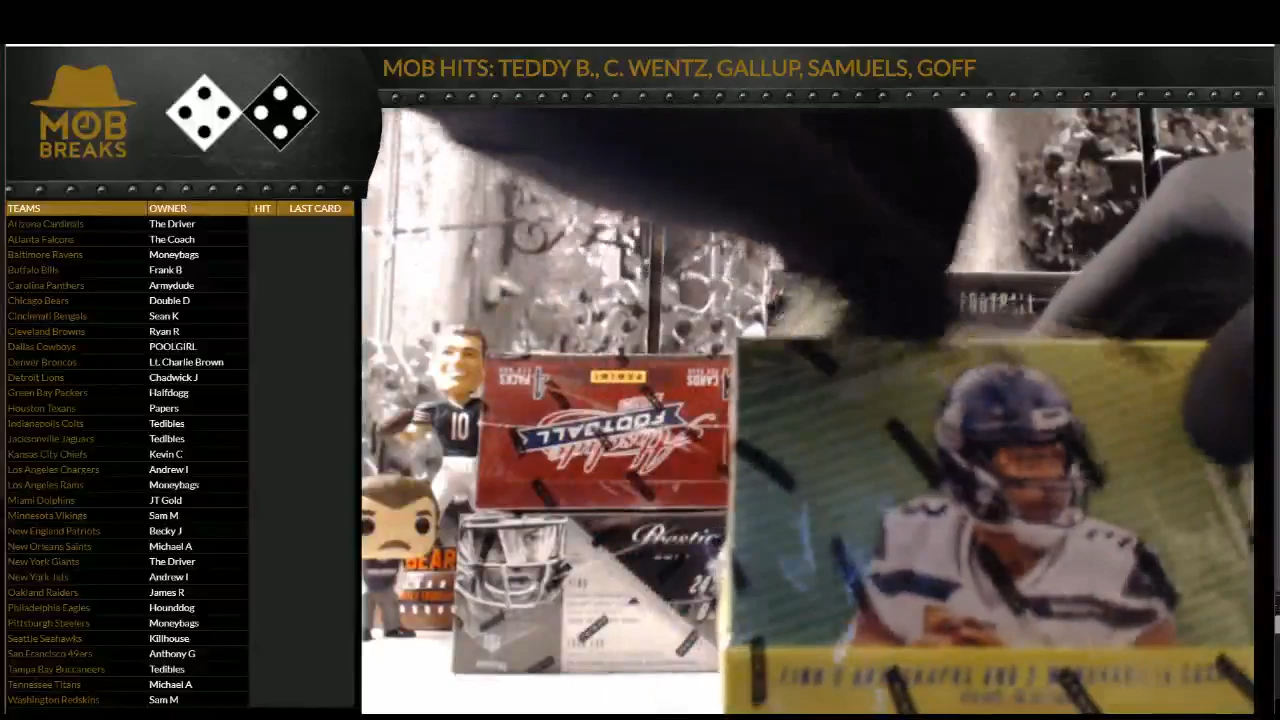 MOB HITS: TEDDY B., C. WENTZ, GALLUP, SAMUELS, GOFF
MOB
BREAKS
TEAMS OWNER HIT LAST CARD
Arizona Cardinals The Driver
Atlanta Falcons The Coach
Baltimore Ravens Moneybags
Buffalo Bills Frank B
Carolina Panthers Armydude
Chicago Bears Double D
Cincinnati Bengals Sean K
Cleveland Browns Ryan R
Dallas Cowboys POOLGIRL
Denver Broncos Lt. Charlie Brown
Detroit Lions Chadwick J
Green Bay Packers Halfdogg
Houston Texans Papers
Indianapolis Colts Tedibles
Jacksonville Jaguars Tedibles
Kansas City Chiefs Kevin C
Los Angeles Chargers Andrew I
Los Angeles Rams Moneybags
Miami Dolphins JT Gold
Minnesota Vikings Sam M
New England Patriots Becky J
New Orleans Saints Michael A
New York Giants The Driver
New York Jets Andrew I
Oakland Raiders James R
Philadelphia Eagles Hounddog
Pittsburgh Steelers Moneybags
Seattle Seahawks Killhouse
San Francisco 49ers Anthony G
Tampa Bay Buccaneers Tedibles
Tennessee Titans Michael A
Washington Redskins Sam M
FOOTBALL
10
4 PACKS
PANINI
CARDS
Absolute
FOOTBALL
BEAR